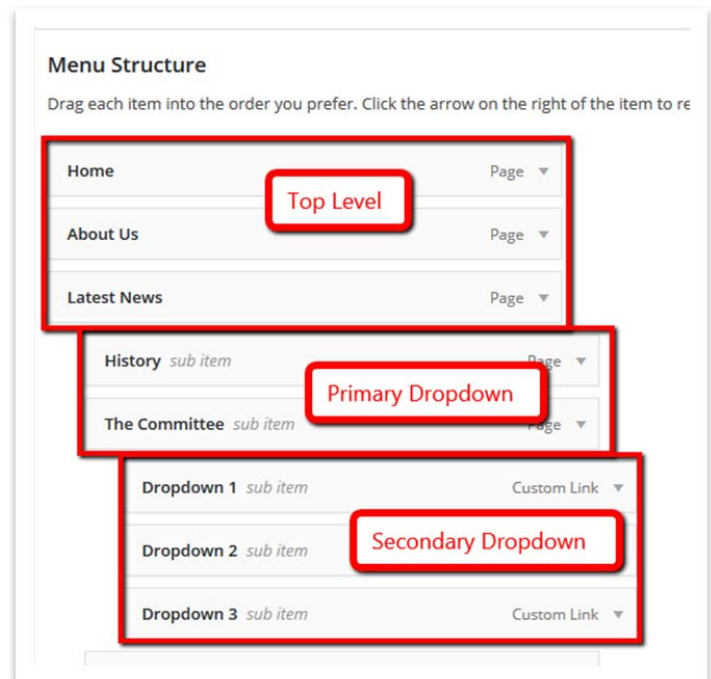 Menu Structure
Drag each item into the order you prefer. Click the arrow on the right of the item to re
Home Page
Top Level
About Us Page
Latest News Page
History sub item Page
Primary Dropdown
The Committee sub item Page
Dropdown 1 sub item Custom Link
Secondary Dropdown
Dropdown 2 sub item
Dropdown 3 sub item Custom Link